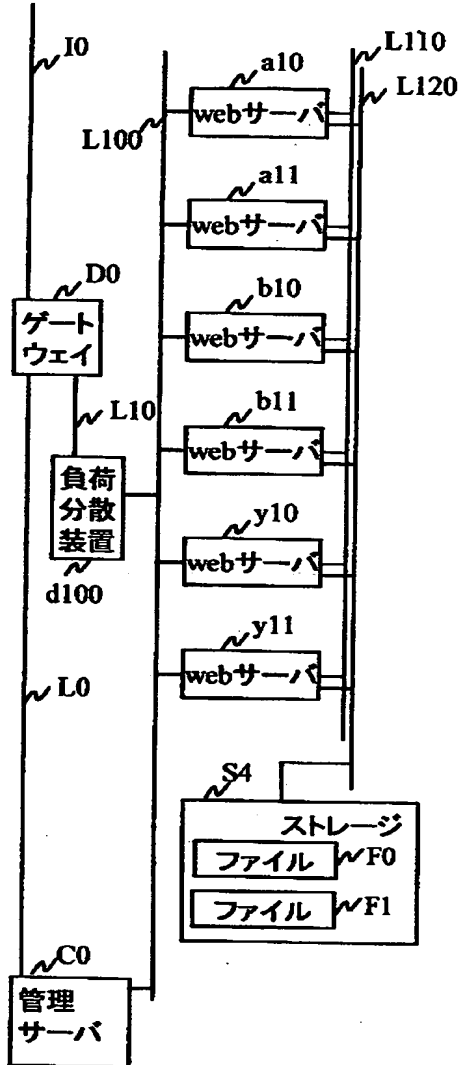 I0
L110
a10
L120
webサーバ
L100
a11
webサーバ
D0
ゲート
ウェイ
b10
webサーバ
L10
b11
webサーバ
負荷
分散
装置
d100
y10
webサーバ
y11
webサーバ
L0
S4
ストレージ
ファイル
F0
ファイル
F1
C0
管理
サーバ